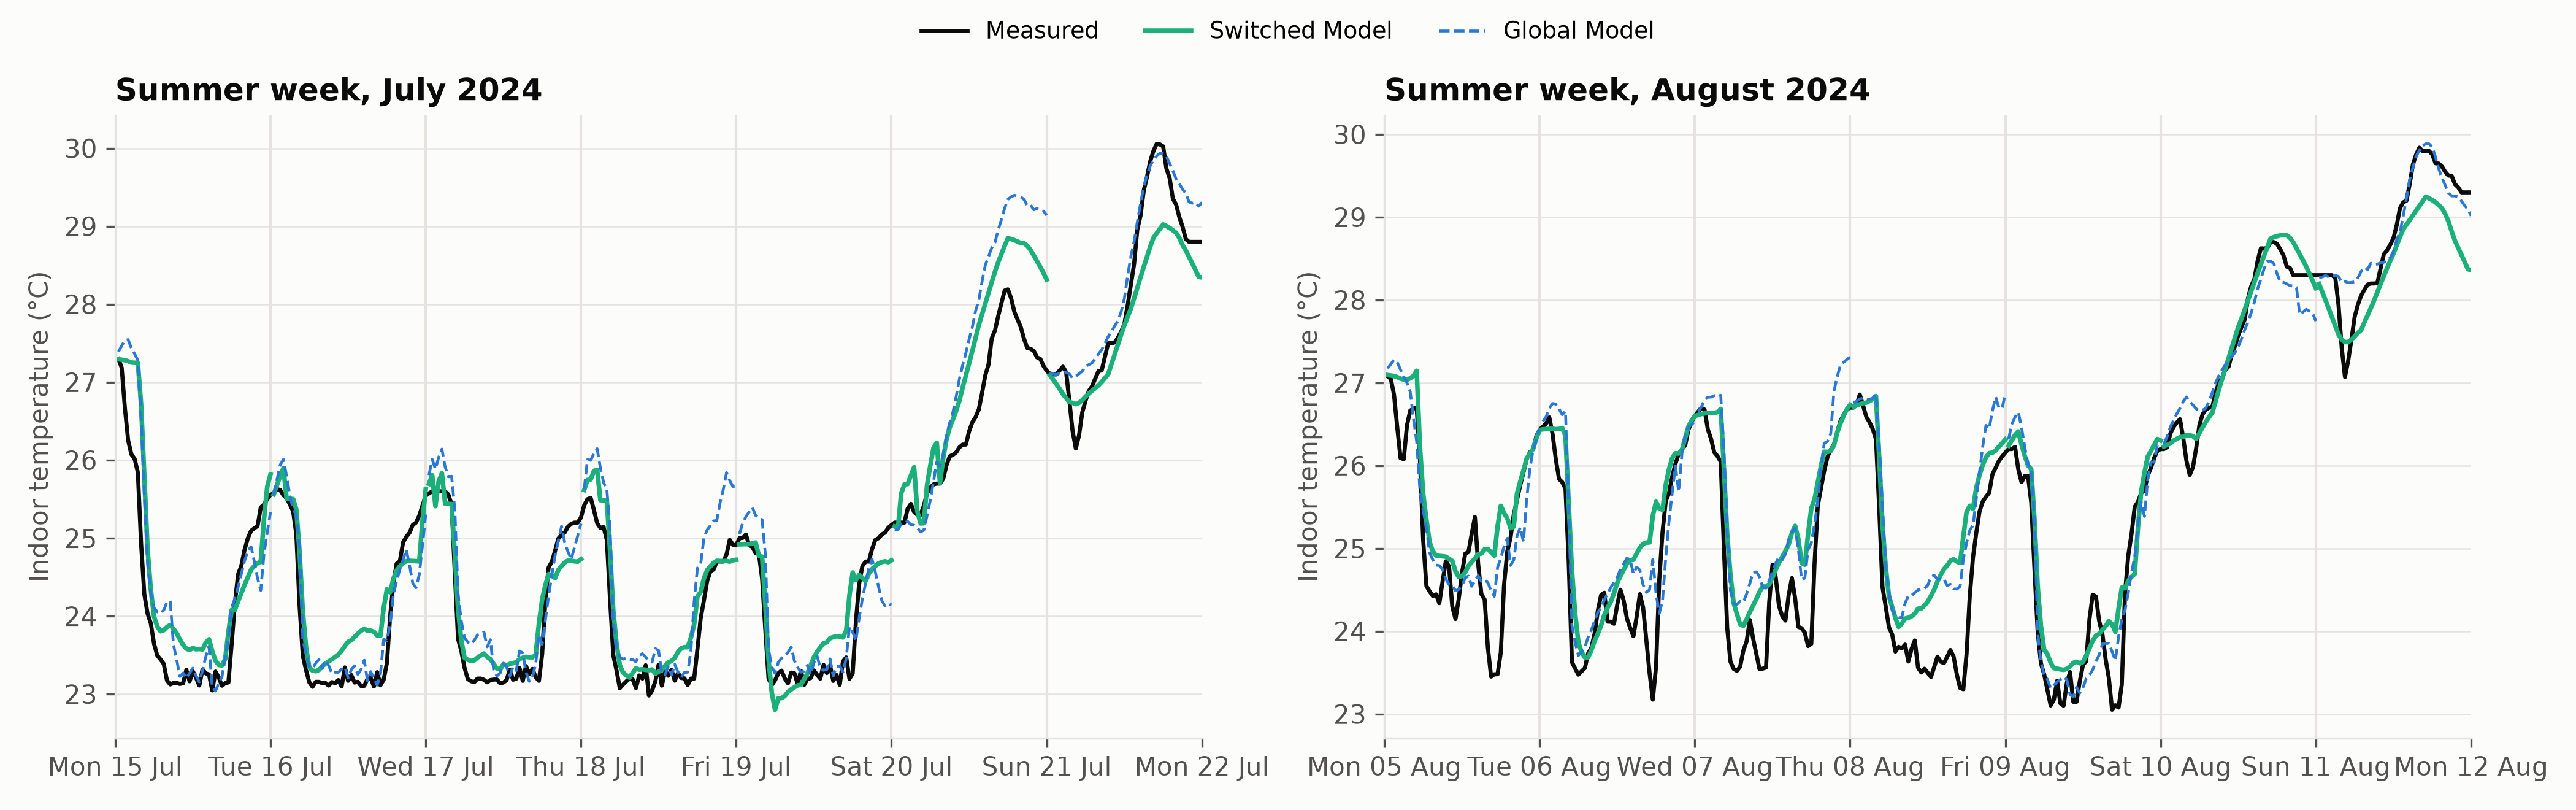 Measured Switched Model Global Model
Summer week, July 2024
Indoor temperature (°C)
30
29
28
27
26
25
24
23
Mon 15 Jul Tue 16 Jul Wed 17 Jul Thu 18 Jul Fri 19 Jul Sat 20 Jul Sun 21 Jul Mon 22 Jul
Summer week, August 2024
Indoor temperature (°C)
30
29
28
27
26
25
24
23
Mon 05 Aug Tue 06 Aug Wed 07 Aug Thu 08 Aug Fri 09 Aug Sat 10 Aug Sun 11 Aug Mon 12 Aug